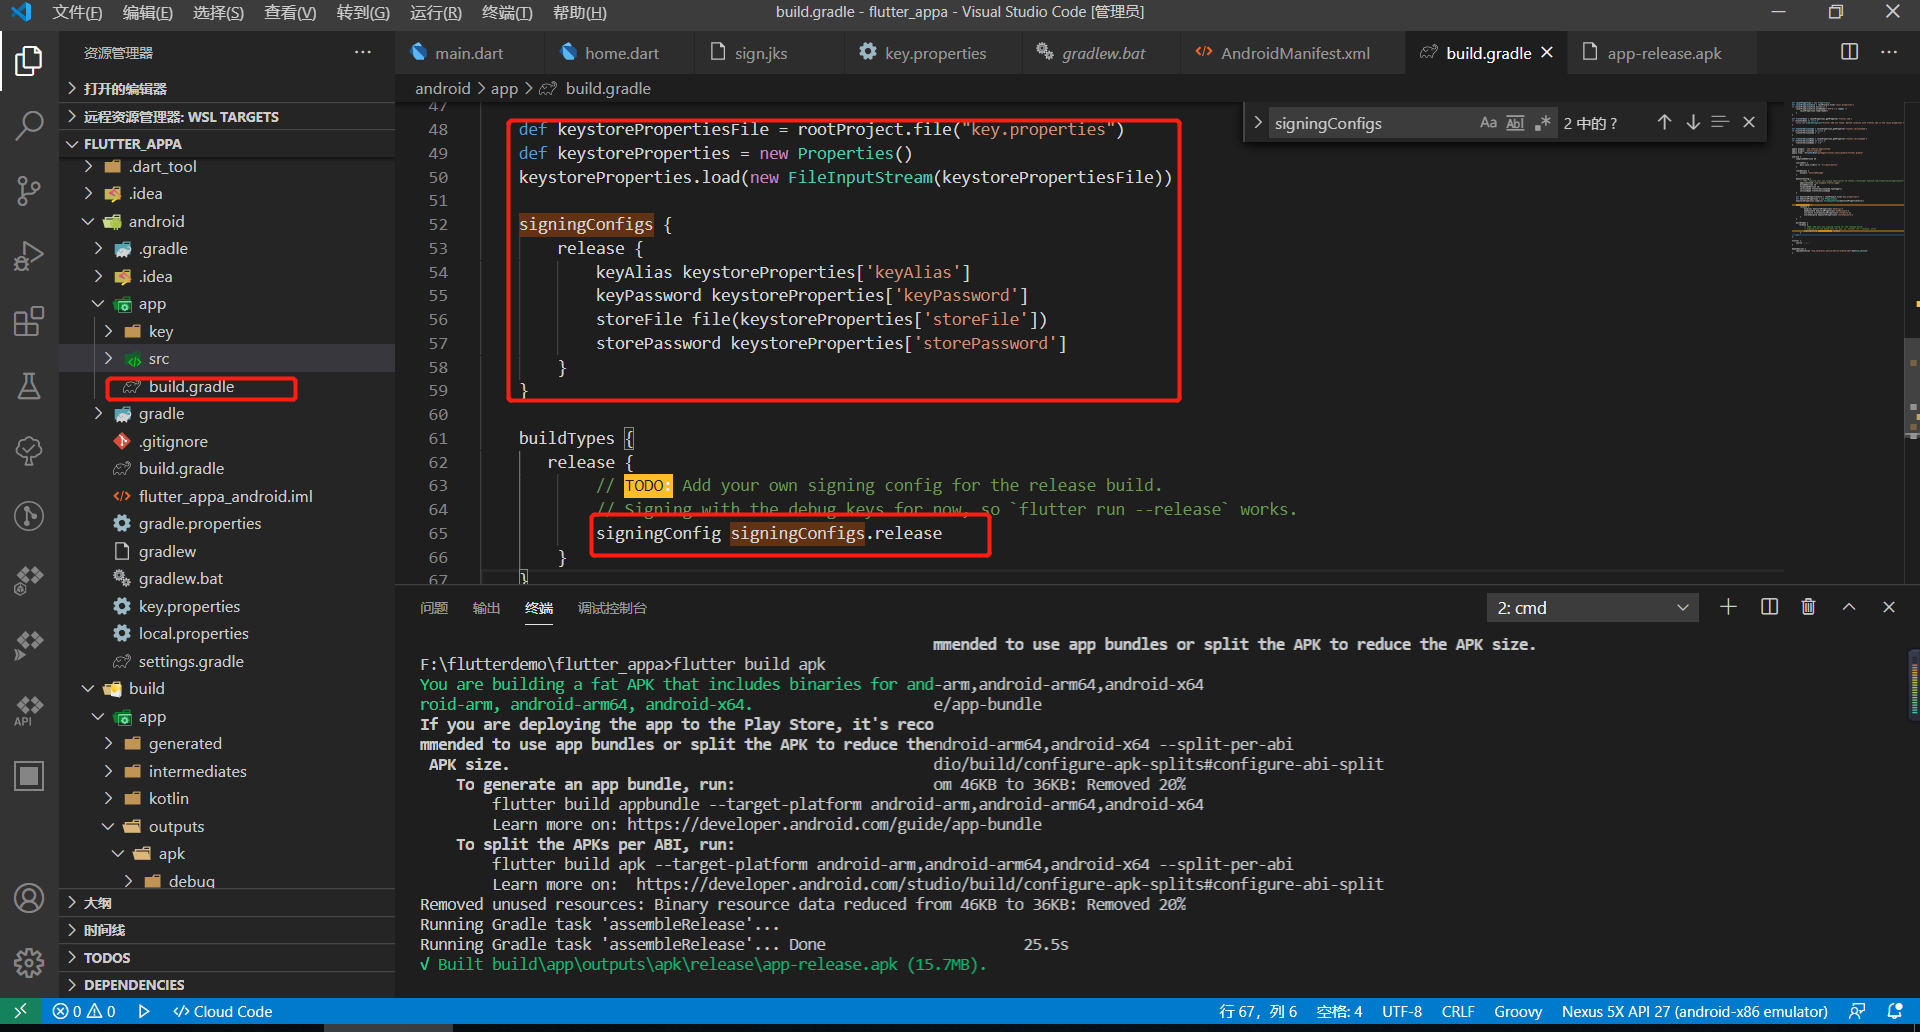 文件(F) 编辑(E) 选择(S) 查看(V) 转到(G) 运行(R) 终端(T) 帮助(H) build.gradle - flutter_appa - Visual Studio Code [管理员]
资源管理器
main.dart home.dart sign.jks key.properties gradlew.bat AndroidManifest.xml build.gradle app-release.apk
打开的编辑器
远程资源管理器: WSL TARGETS
FLUTTER_APPA
.dart_tool
.idea
android
.gradle
.idea
app
key
src
build.gradle
gradle
.gitignore
build.gradle
flutter_appa_android.iml
gradle.properties
gradlew
gradlew.bat
key.properties
local.properties
settings.gradle
build
app
generated
intermediates
kotlin
outputs
apk
debug
大纲
时间线
TODOS
DEPENDENCIES
API
android > app > build.gradle
signingConfigs Aa Abl .* 2 中的 ?
47
48 def keystorePropertiesFile = rootProject.file("key.properties")
49 def keystoreProperties = new Properties()
50 keystoreProperties.load(new FileInputStream(keystorePropertiesFile))
51
52 signingConfigs {
53 release {
54 keyAlias keystoreProperties['keyAlias']
55 keyPassword keystoreProperties['keyPassword']
56 storeFile file(keystoreProperties['storeFile'])
57 storePassword keystoreProperties['storePassword']
58 }
59 }
60
61 buildTypes {
62 release {
63 // TODO: Add your own signing config for the release build.
64 // Signing with the debug keys for now, so `flutter run --release` works.
65 signingConfig signingConfigs.release
66 }
67 }
问题 输出 终端 调试控制台 2: cmd
mmended to use app bundles or split the APK to reduce the APK size.
F:\flutterdemo\flutter_appa>flutter build apk
You are building a fat APK that includes binaries for and-arm,android-arm64,android-x64
roid-arm, android-arm64, android-x64. e/app-bundle
If you are deploying the app to the Play Store, it's reco
mmended to use app bundles or split the APK to reduce thendroid-arm64,android-x64 --split-per-abi
APK size. dio/build/configure-apk-splits#configure-abi-split
To generate an app bundle, run: om 46KB to 36KB: Removed 20%
flutter build appbundle --target-platform android-arm,android-arm64,android-x64
Learn more on: https://developer.android.com/guide/app-bundle
To split the APKs per ABI, run:
flutter build apk --target-platform android-arm,android-arm64,android-x64 --split-per-abi
Learn more on: https://developer.android.com/studio/build/configure-apk-splits#configure-abi-split
Removed unused resources: Binary resource data reduced from 46KB to 36KB: Removed 20%
Running Gradle task 'assembleRelease'...
Running Gradle task 'assembleRelease'... Done 25.5s
√ Built build\app\outputs\apk\release\app-release.apk (15.7MB).
0 0 Cloud Code 行 67，列 6 空格: 4 UTF-8 CRLF Groovy Nexus 5X API 27 (android-x86 emulator)